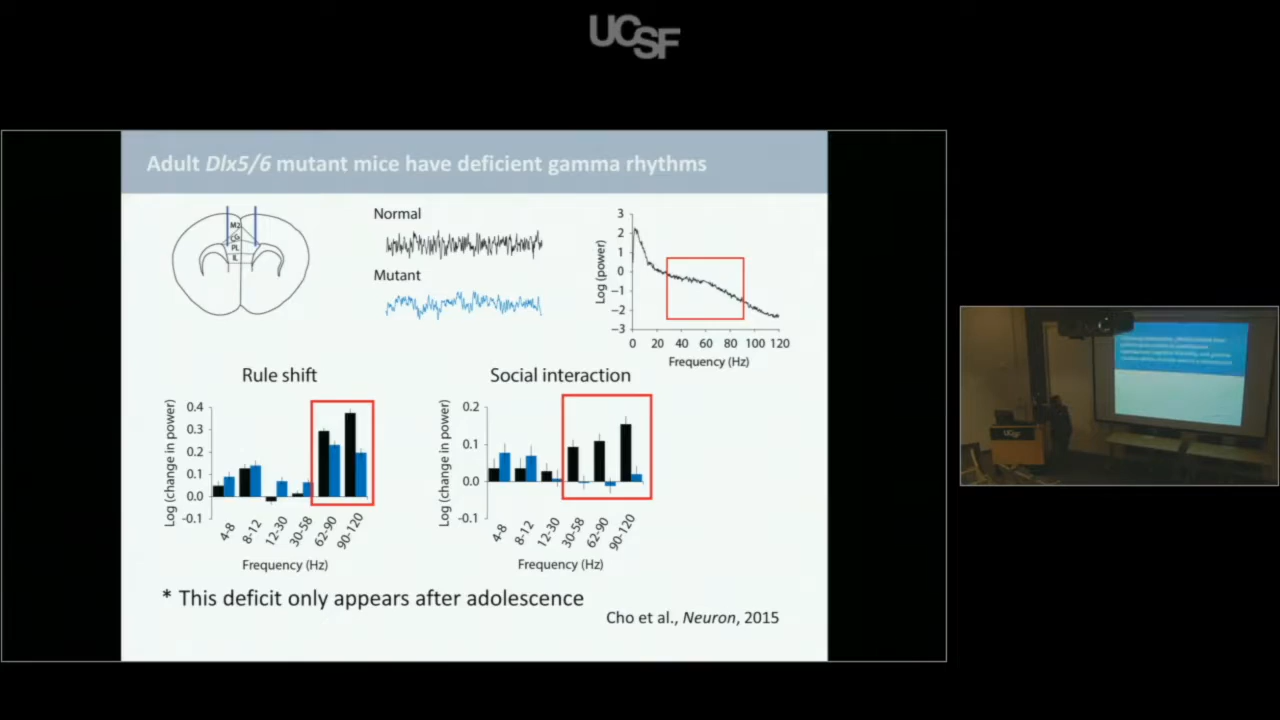 UCSF
Adult Dlx5/6 mutant mice have deficient gamma rhythms
M2
CG
PL
IL
Normal
Mutant
Log (power)
3
2
1
0
−1
−2
−3
0 20 40 60 80 100 120
Frequency (Hz)
Rule shift
Log (change in power)
0.4
0.3
0.2
0.1
0.0
-0.1
4-8
8-12
12-30
30-58
62-90
90-120
Frequency (Hz)
Social interaction
Log (change in power)
0.2
0.1
0.0
-0.1
4-8
8-12
12-30
30-58
62-90
90-120
Frequency (Hz)
* This deficit only appears after adolescence
Cho et al., Neuron, 2015
UCSF